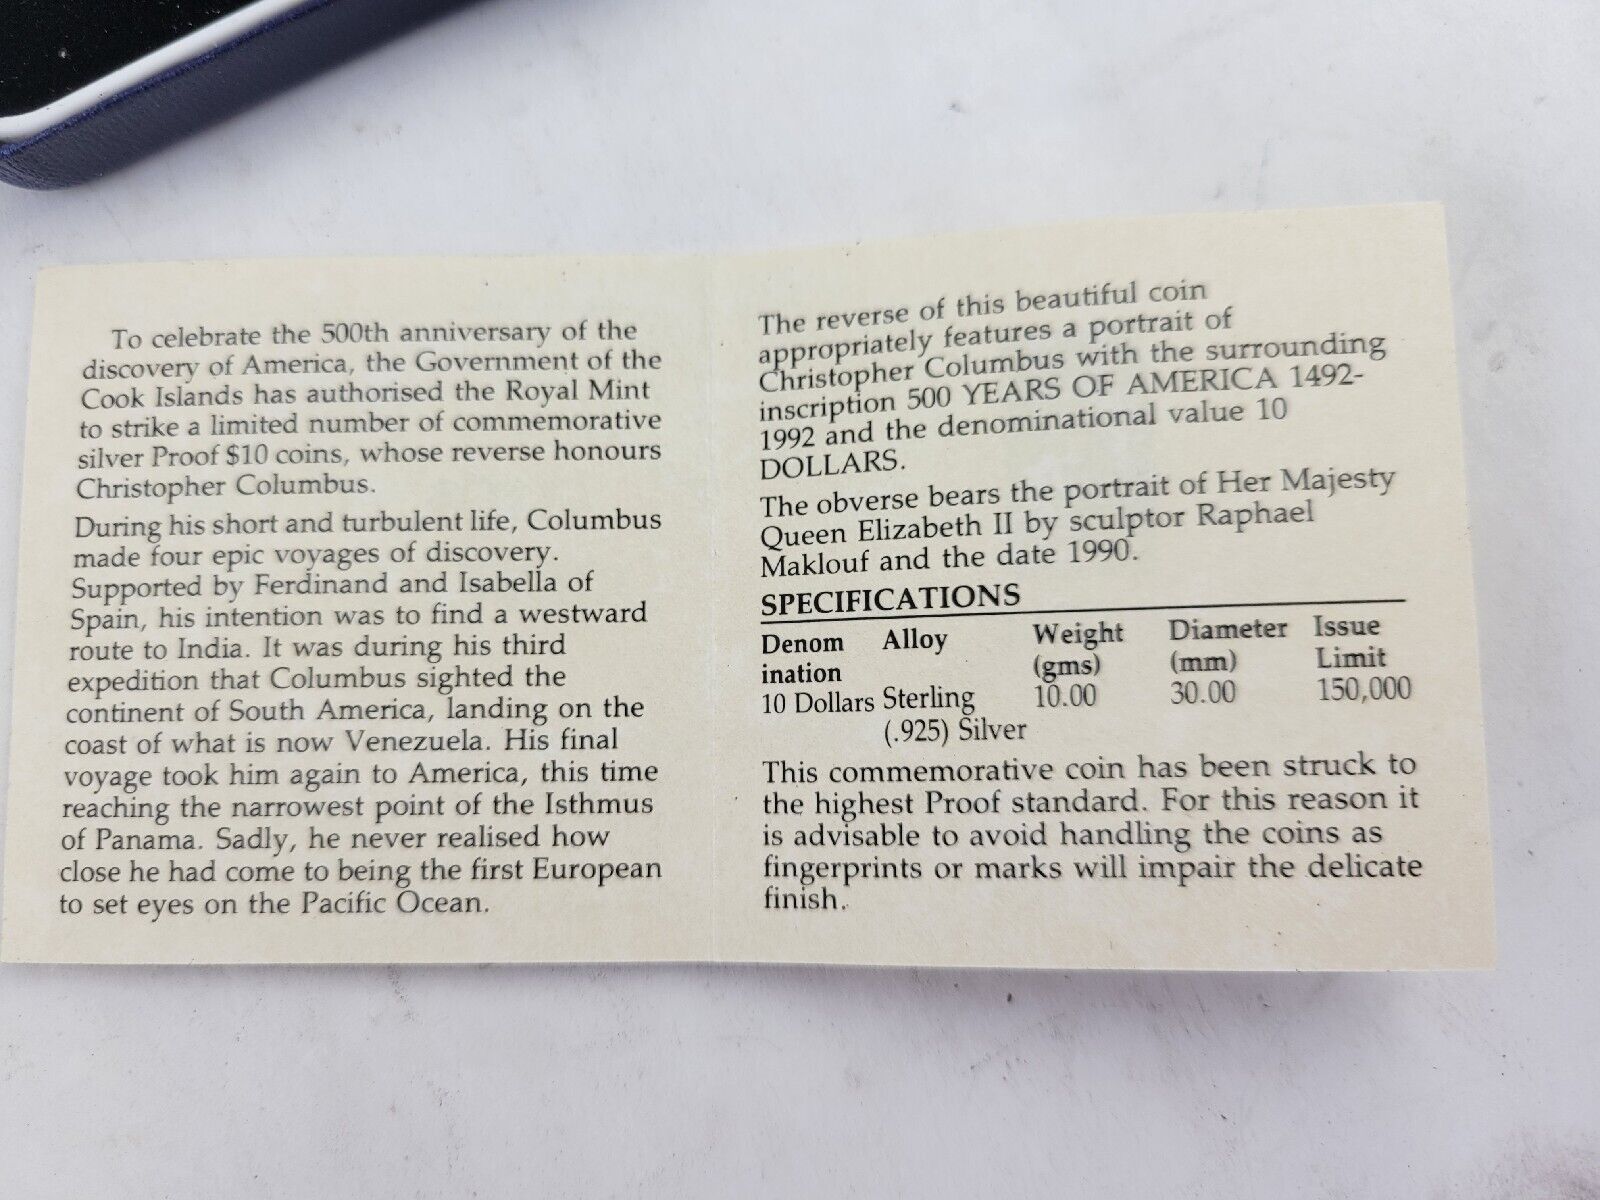 To celebrate the 500th anniversary of the
discovery of America, the Government of the
Cook Islands has authorised the Royal Mint
to strike a limited number of commemorative
silver Proof $10 coins, whose reverse honours
Christopher Columbus.
During his short and turbulent life, Columbus
made four epic voyages of discovery.
Supported by Ferdinand and Isabella of
Spain, his intention was to find a westward
route to India. It was during his third
expedition that Columbus sighted the
continent of South America, landing on the
coast of what is now Venezuela. His final
voyage took him again to America, this time
reaching the narrowest point of the Isthmus
of Panama. Sadly, he never realised how
close he had come to being the first European
to set eyes on the Pacific Ocean.
The reverse of this beautiful coin
appropriately features a portrait of
Christopher Columbus with the surrounding
inscription 500 YEARS OF AMERICA 1492-
1992 and the denominational value 10
DOLLARS.
The obverse bears the portrait of Her Majesty
Queen Elizabeth II by sculptor Raphael
Maklouf and the date 1990.
SPECIFICATIONS
Denom Alloy Weight Diameter Issue
ination (gms) (mm) Limit
10 Dollars Sterling 10.00 30.00 150,000
(.925) Silver
This commemorative coin has been struck to
the highest Proof standard. For this reason it
is advisable to avoid handling the coins as
fingerprints or marks will impair the delicate
finish.